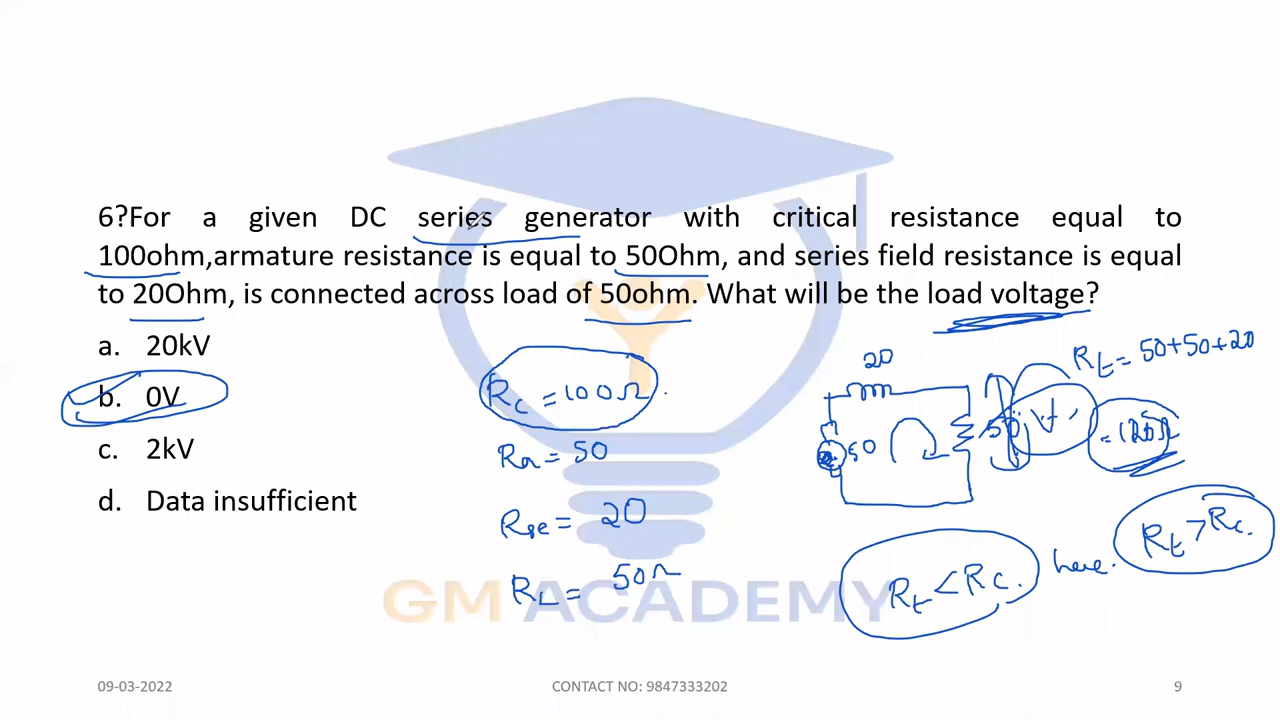 6?For a given DC series generator with critical resistance equal to
100ohm,armature resistance is equal to 50Ohm, and series field resistance is equal
to 20Ohm, is connected across load of 50ohm. What will be the load voltage?
a. 20kV
b. 0V
c. 2kV
d. Data insufficient
Rc = 100Ω.
Ra = 50
Rse = 20
RL = 50Ω
20
50
50
Rt = 50+50+20
= 120Ω
Rt < Rc.
here.
Rt > Rc.
GM ACADEMY
09-03-2022
CONTACT NO: 9847333202
9